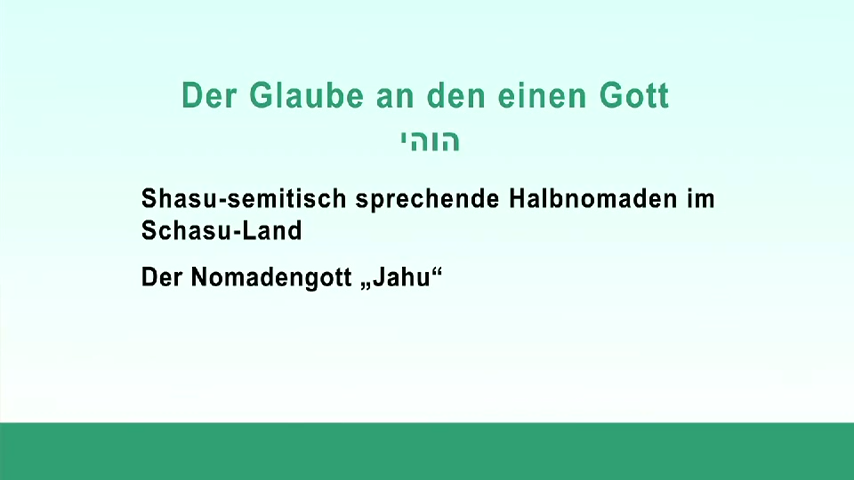 Der Glaube an den einen Gott
הוהי
Shasu-semitisch sprechende Halbnomaden im
Schasu-Land
Der Nomadengott „Jahu“